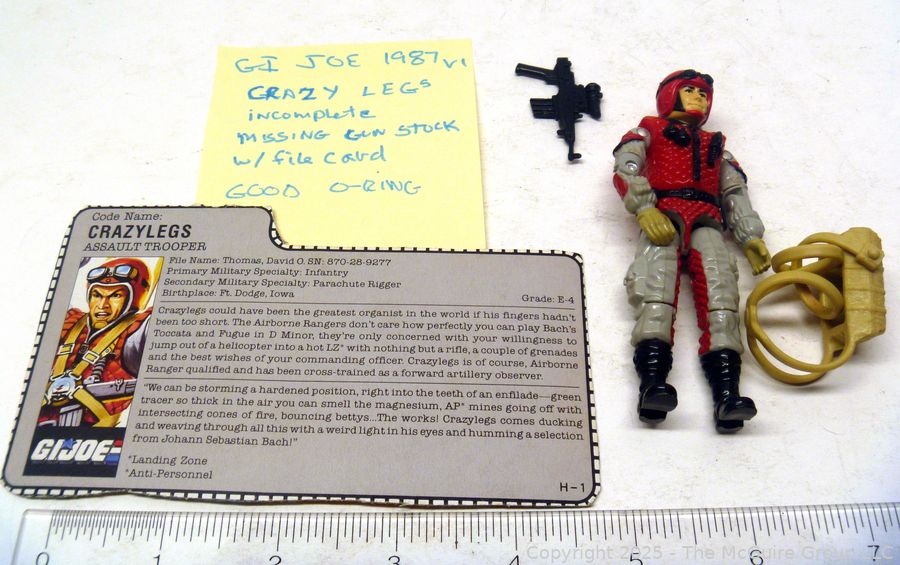 GI JOE 1987 V1
CRAZY LEGS
incomplete
MISSING GUN STOCK
w/ file card
GOOD O-RING
Code Name:
CRAZYLEGS
ASSAULT TROOPER
File Name: Thomas, David O. SN: 870-28-9277
Primary Military Specialty: Infantry
Secondary Military Specialty: Parachute Rigger
Birthplace: Ft. Dodge, Iowa Grade: E-4
Crazylegs could have been the greatest organist in the world if his fingers hadn't
been too short. The Airborne Rangers don't care how perfectly you can play Bach's
Toccata and Fugue in D Minor, they're only concerned with your willingness to
jump out of a helicopter into a hot LZ* with nothing but a rifle, a couple of grenades
and the best wishes of your commanding officer. Crazylegs is of course, Airborne
Ranger qualified and has been cross-trained as a forward artillery observer.
"We can be storming a hardened position, right into the teeth of an enfilade—green
tracer so thick in the air you can smell the magnesium, AP* mines going off with
intersecting cones of fire, bouncing bettys...The works! Crazylegs comes ducking
and weaving through all this with a weird light in his eyes and humming a selection
from Johann Sebastian Bach!"
G.I. JOE
*Landing Zone
*Anti-Personnel
H-1
0 1 2 3 4 5 6 7
Copyright 2025 - The McGuire Group, LLC